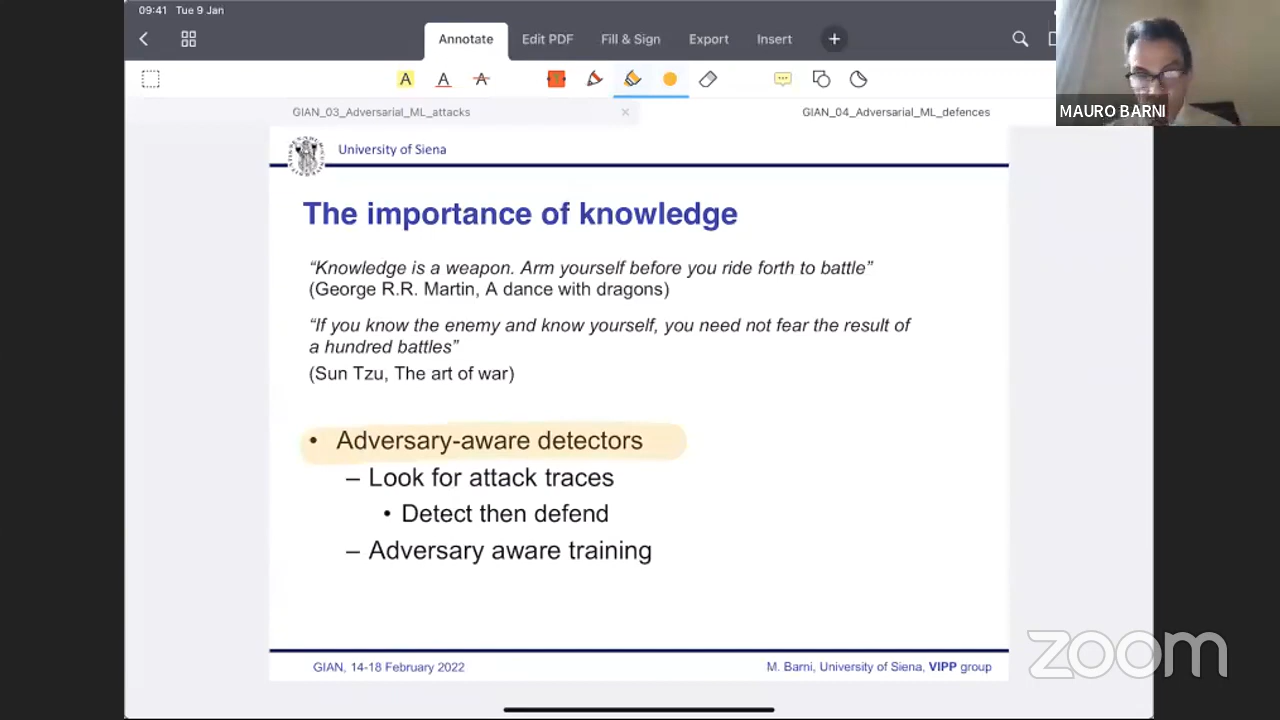 09:41 Tue 9 Jan
Annotate Edit PDF Fill & Sign Export Insert
A A A
MAURO BARNI
GIAN_03_Adversarial_ML_attacks GIAN_04_Adversarial_ML_defences
University of Siena
The importance of knowledge
“Knowledge is a weapon. Arm yourself before you ride forth to battle”
(George R.R. Martin, A dance with dragons)
“If you know the enemy and know yourself, you need not fear the result of
a hundred battles”
(Sun Tzu, The art of war)
• Adversary-aware detectors
– Look for attack traces
• Detect then defend
– Adversary aware training
GIAN, 14-18 February 2022 M. Barni, University of Siena, VIPP group
zoom